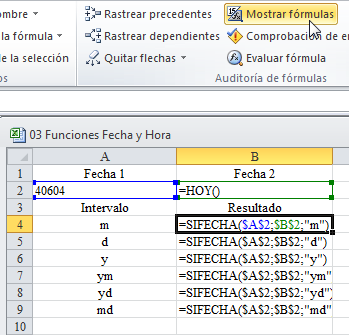 ombre
Rastrear precedentes
Mostrar fórmulas
la fórmula
Rastrear dependientes
Comprobación de er
de la selección
Quitar flechas
Evaluar fórmula
Auditoría de fórmulas
03 Funciones Fecha y Hora
A B
1 Fecha 1 Fecha 2
2 40604 =HOY()
3 Intervalo Resultado
4 m =SIFECHA($A$2;$B$2;"m")
5 d =SIFECHA($A$2;$B$2;"d")
6 y =SIFECHA($A$2;$B$2;"y")
7 ym =SIFECHA($A$2;$B$2;"ym"
8 yd =SIFECHA($A$2;$B$2;"yd")
9 md =SIFECHA($A$2;$B$2;"md"
10